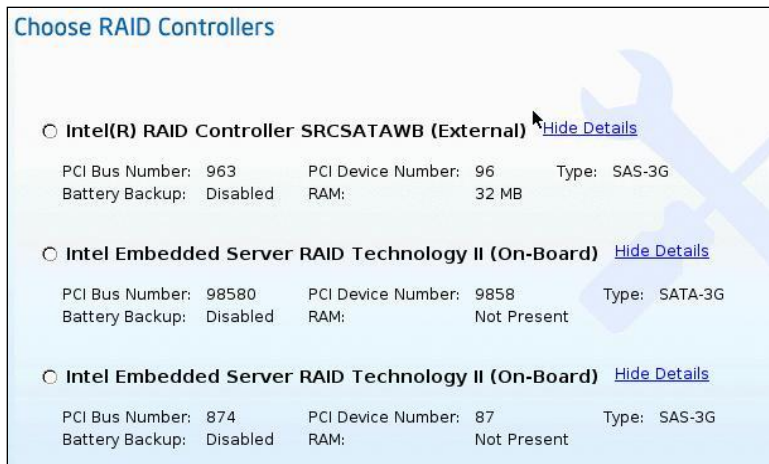 Choose RAID Controllers
Intel(R) RAID Controller SRCSATAWB (External) Hide Details
PCI Bus Number: 963 PCI Device Number: 96 Type: SAS-3G
Battery Backup: Disabled RAM: 32 MB
Intel Embedded Server RAID Technology II (On-Board) Hide Details
PCI Bus Number: 98580 PCI Device Number: 9858 Type: SATA-3G
Battery Backup: Disabled RAM: Not Present
Intel Embedded Server RAID Technology II (On-Board) Hide Details
PCI Bus Number: 874 PCI Device Number: 87 Type: SAS-3G
Battery Backup: Disabled RAM: Not Present